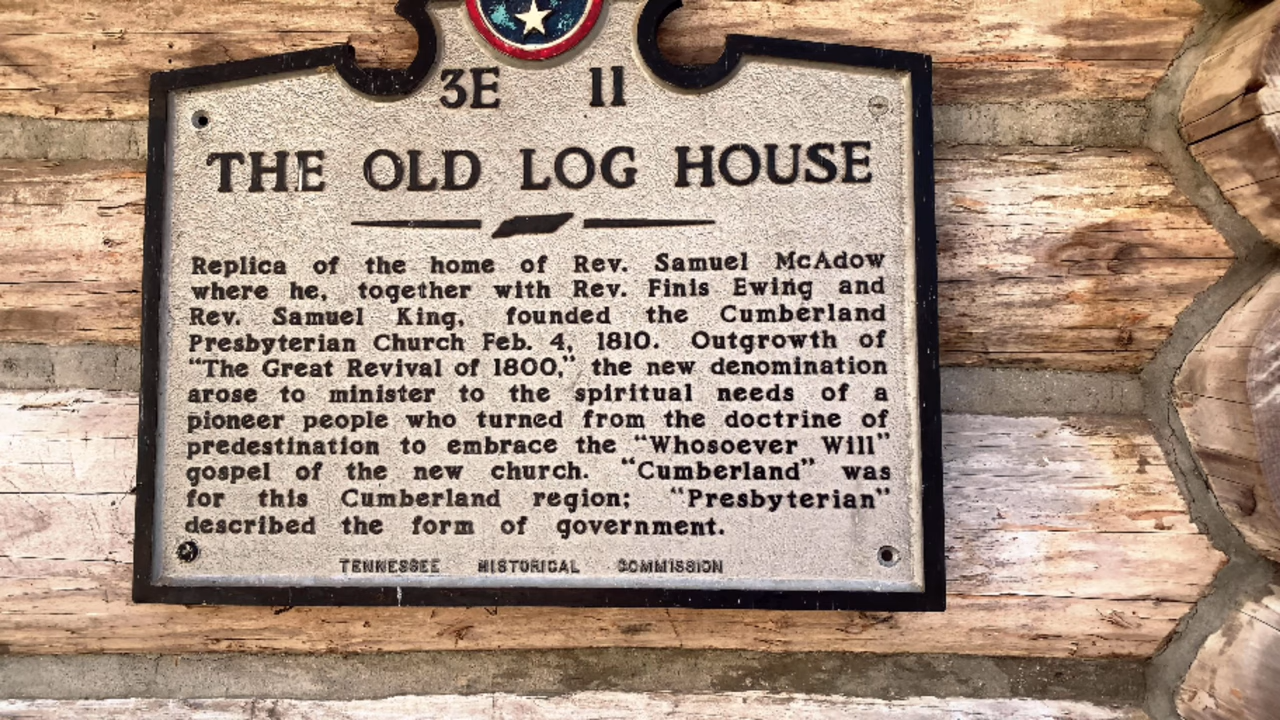 3E 11
THE OLD LOG HOUSE
Replica of the home of Rev. Samuel McAdow
where he, together with Rev. Finis Ewing and
Rev. Samuel King, founded the Cumberland
Presbyterian Church Feb. 4, 1810. Outgrowth of
“The Great Revival of 1800,” the new denomination
arose to minister to the spiritual needs of a
pioneer people who turned from the doctrine of
predestination to embrace the “Whosoever Will”
gospel of the new church. “Cumberland” was
for this Cumberland region; “Presbyterian”
described the form of government.
TENNESSEE HISTORICAL COMMISSION